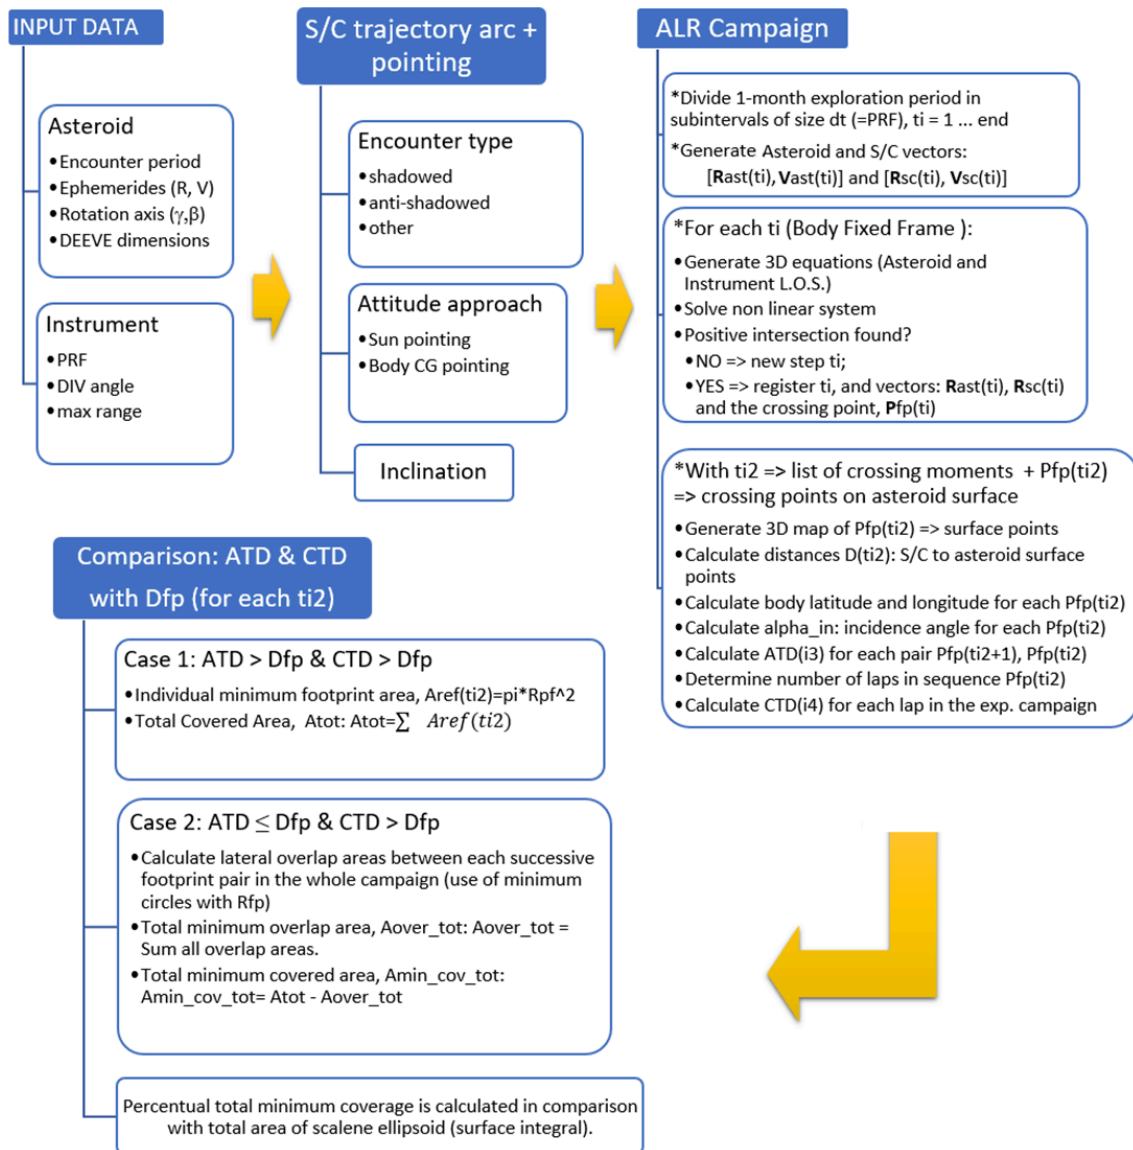 INPUT DATA
Asteroid
•Encounter period
•Ephemerides (R, V)
•Rotation axis (γ,β)
•DEEVE dimensions
Instrument
•PRF
•DIV angle
•max range
S/C trajectory arc +
pointing
Encounter type
•shadowed
•anti-shadowed
•other
Attitude approach
•Sun pointing
•Body CG pointing
Inclination
ALR Campaign
*Divide 1-month exploration period in
subintervals of size dt (=PRF), ti = 1 ... end
*Generate Asteroid and S/C vectors:
[Rast(ti), Vast(ti)] and [Rsc(ti), Vsc(ti)]
*For each ti (Body Fixed Frame ):
•Generate 3D equations (Asteroid and
Instrument L.O.S.)
•Solve non linear system
•Positive intersection found?
•NO => new step ti;
•YES => register ti, and vectors: Rast(ti), Rsc(ti)
and the crossing point, Pfp(ti)
*With ti2 => list of crossing moments + Pfp(ti2)
=> crossing points on asteroid surface
•Generate 3D map of Pfp(ti2) => surface points
•Calculate distances D(ti2): S/C to asteroid surface
points
•Calculate body latitude and longitude for each Pfp(ti2)
•Calculate alpha_in: incidence angle for each Pfp(ti2)
•Calculate ATD(i3) for each pair Pfp(ti2+1), Pfp(ti2)
•Determine number of laps in sequence Pfp(ti2)
•Calculate CTD(i4) for each lap in the exp. campaign
Comparison: ATD & CTD
with Dfp (for each ti2)
Case 1: ATD > Dfp & CTD > Dfp
•Individual minimum footprint area, Aref(ti2)=pi*Rpf^2
•Total Covered Area, Atot: Atot=∑ Aref(ti2)
Case 2: ATD ≤ Dfp & CTD > Dfp
•Calculate lateral overlap areas between each successive
footprint pair in the whole campaign (use of minimum
circles with Rfp)
•Total minimum overlap area, Aover_tot: Aover_tot =
Sum all overlap areas.
•Total minimum covered area, Amin_cov_tot:
Amin_cov_tot= Atot - Aover_tot
Percentual total minimum coverage is calculated in comparison
with total area of scalene ellipsoid (surface integral).